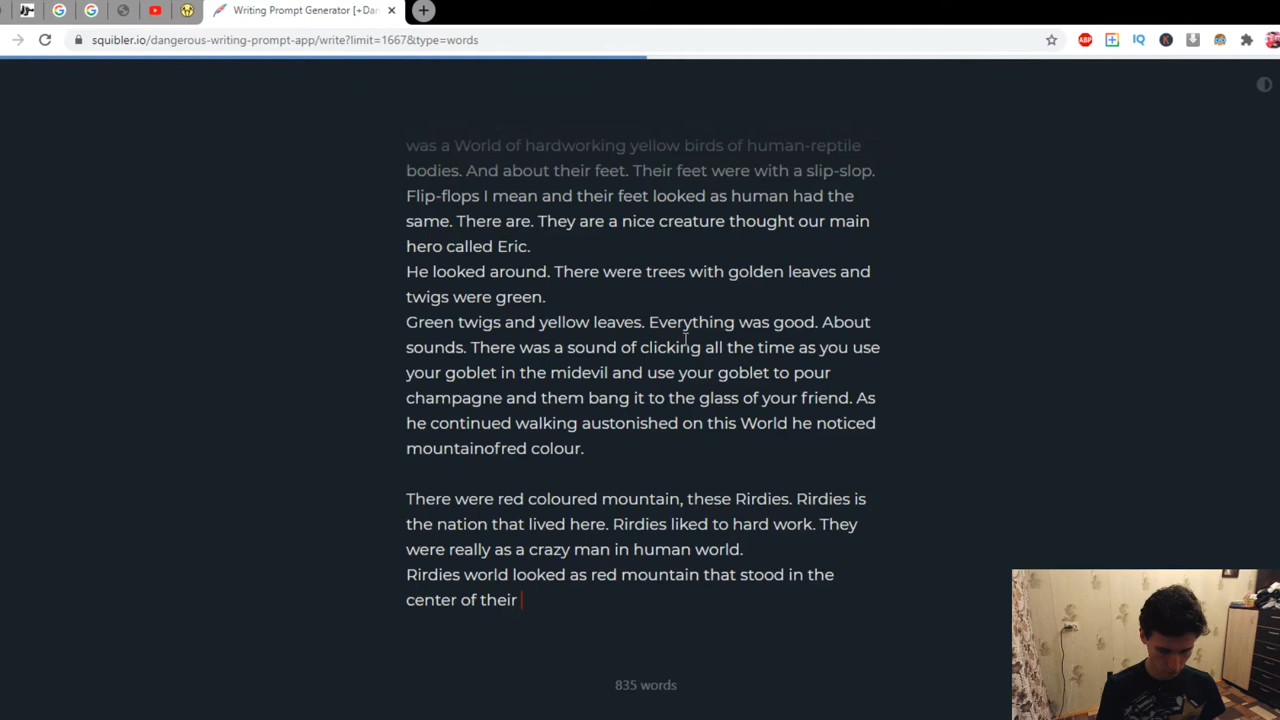 Writing Prompt Generator [+Dan
squibler.io/dangerous-writing-prompt-app/write?limit=1667&type=words
ABP
IQ
K
was a World of hardworking yellow birds of human-reptile
bodies. And about their feet. Their feet were with a slip-slop.
Flip-flops I mean and their feet looked as human had the
same. There are. They are a nice creature thought our main
hero called Eric.
He looked around. There were trees with golden leaves and
twigs were green.
Green twigs and yellow leaves. Everything was good. About
sounds. There was a sound of clicking all the time as you use
your goblet in the midevil and use your goblet to pour
champagne and them bang it to the glass of your friend. As
he continued walking austonished on this World he noticed
mountainofred colour.
There were red coloured mountain, these Rirdies. Rirdies is
the nation that lived here. Rirdies liked to hard work. They
were really as a crazy man in human world.
Rirdies world looked as red mountain that stood in the
center of their
835 words